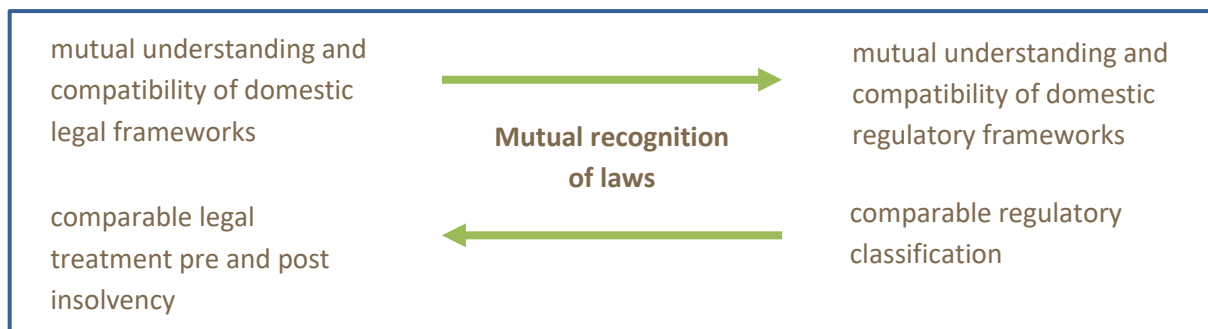 mutual understanding and
compatibility of domestic
legal frameworks
mutual understanding and
compatibility of domestic
regulatory frameworks
Mutual recognition
of laws
comparable legal
treatment pre and post
insolvency
comparable regulatory
classification